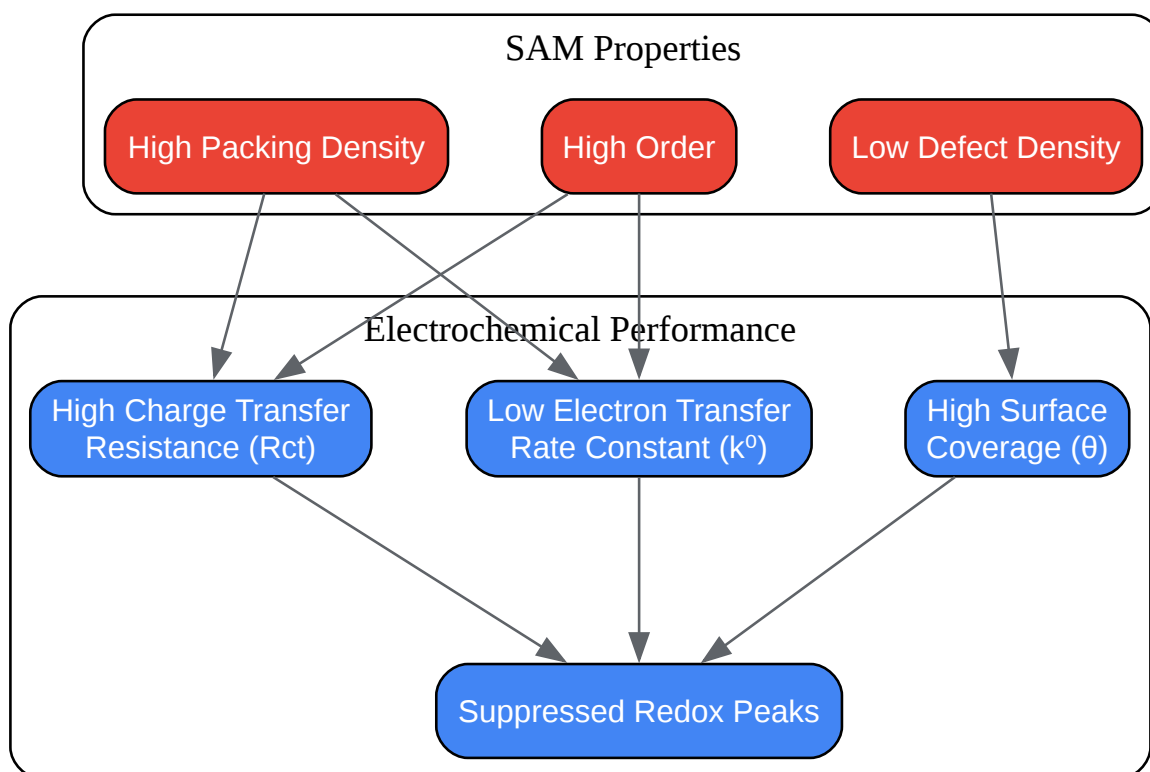 SAM Properties
High Packing Density
High Order
Low Defect Density
Electrochemical Performance
High Charge Transfer
Resistance (Rct)
Low Electron Transfer
Rate Constant (k⁰)
High Surface
Coverage (θ)
Suppressed Redox Peaks